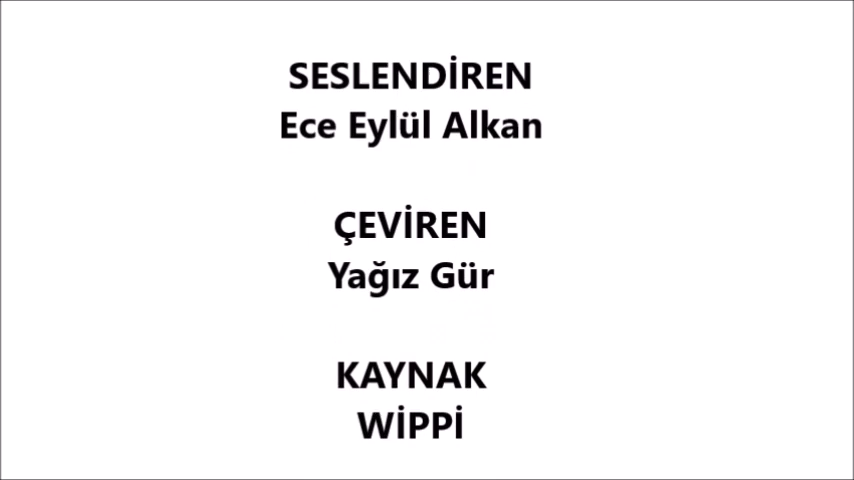 SESLENDİREN
Ece Eylül Alkan
ÇEVİREN
Yağız Gür
KAYNAK
WİPPİ